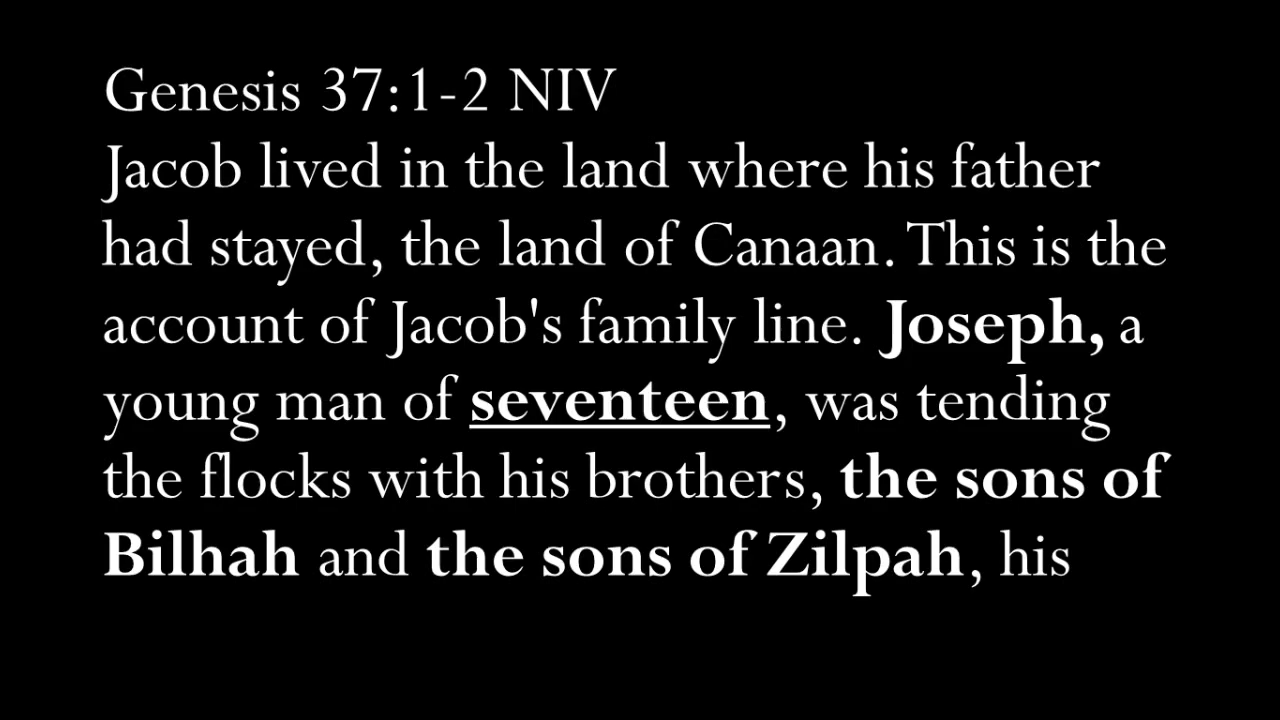 Genesis 37:1-2 NIV
Jacob lived in the land where his father
had stayed, the land of Canaan. This is the
account of Jacob's family line. Joseph, a
young man of seventeen, was tending
the flocks with his brothers, the sons of
Bilhah and the sons of Zilpah, his